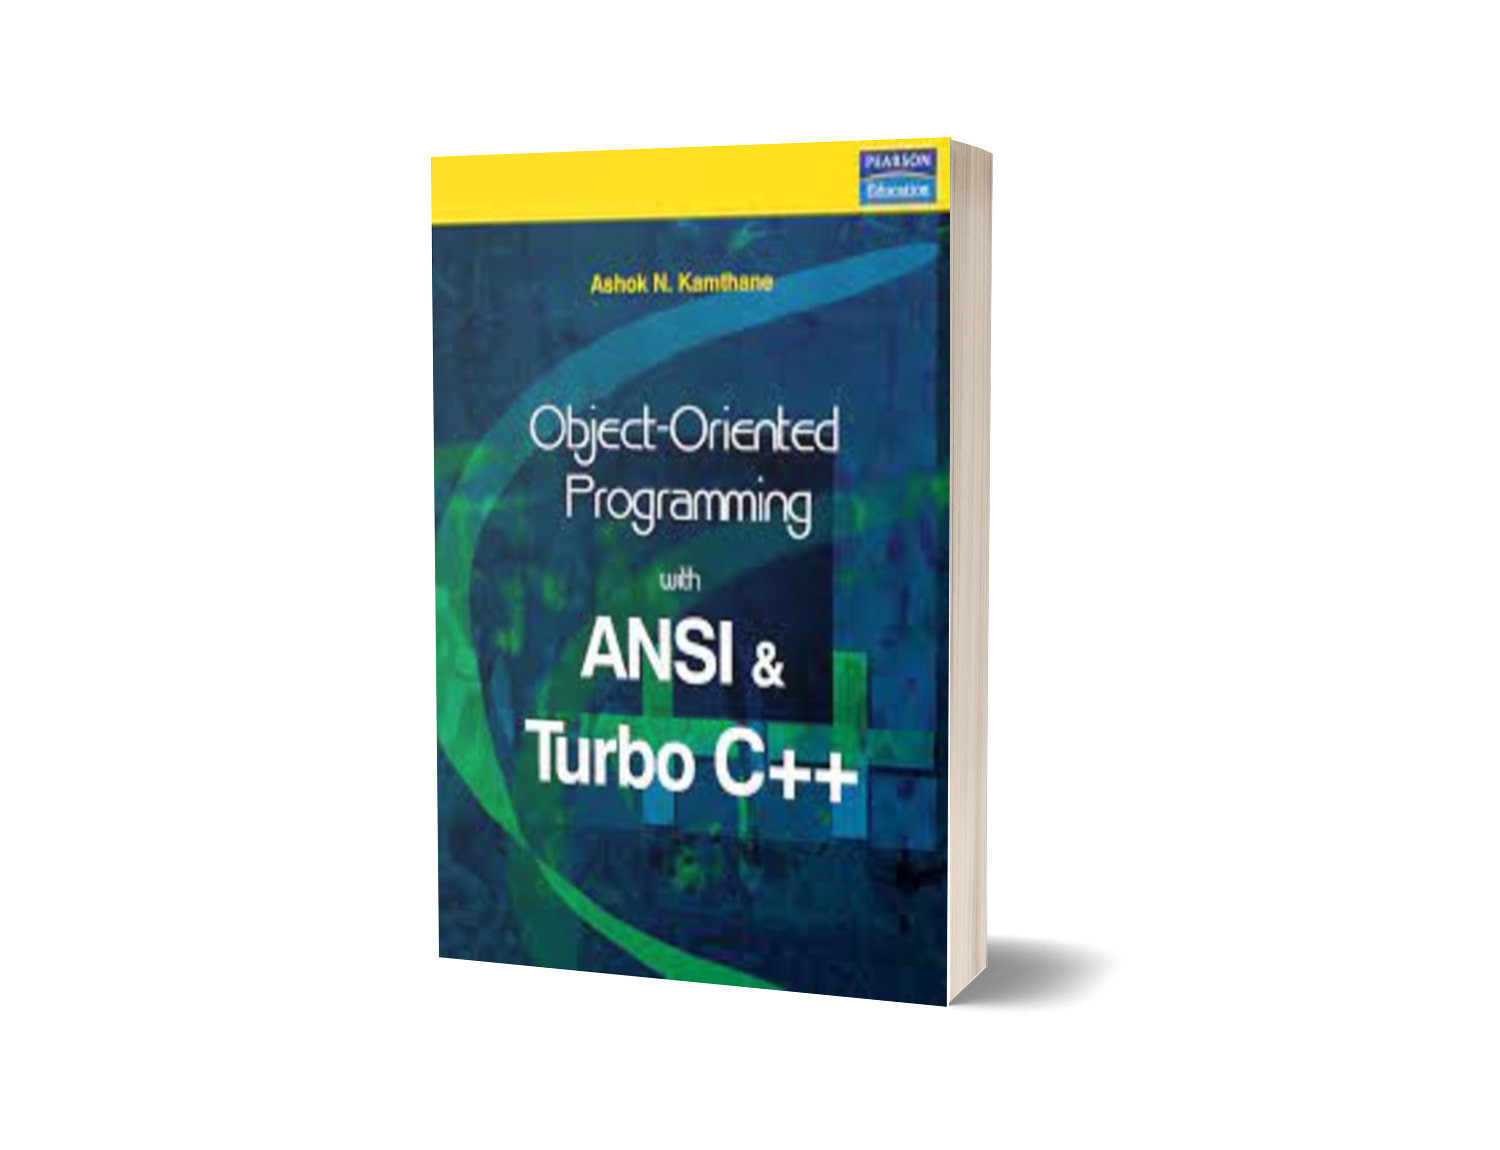 PEARSON
Education
Ashok N. Kamthane
Object-Oriented
Programming
with
ANSI &
Turbo C++